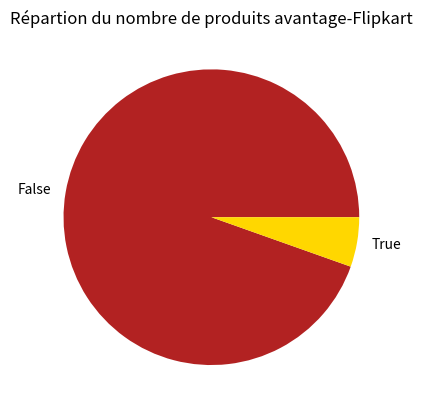 Répartion du nombre de produits avantage-Flipkart
False
True